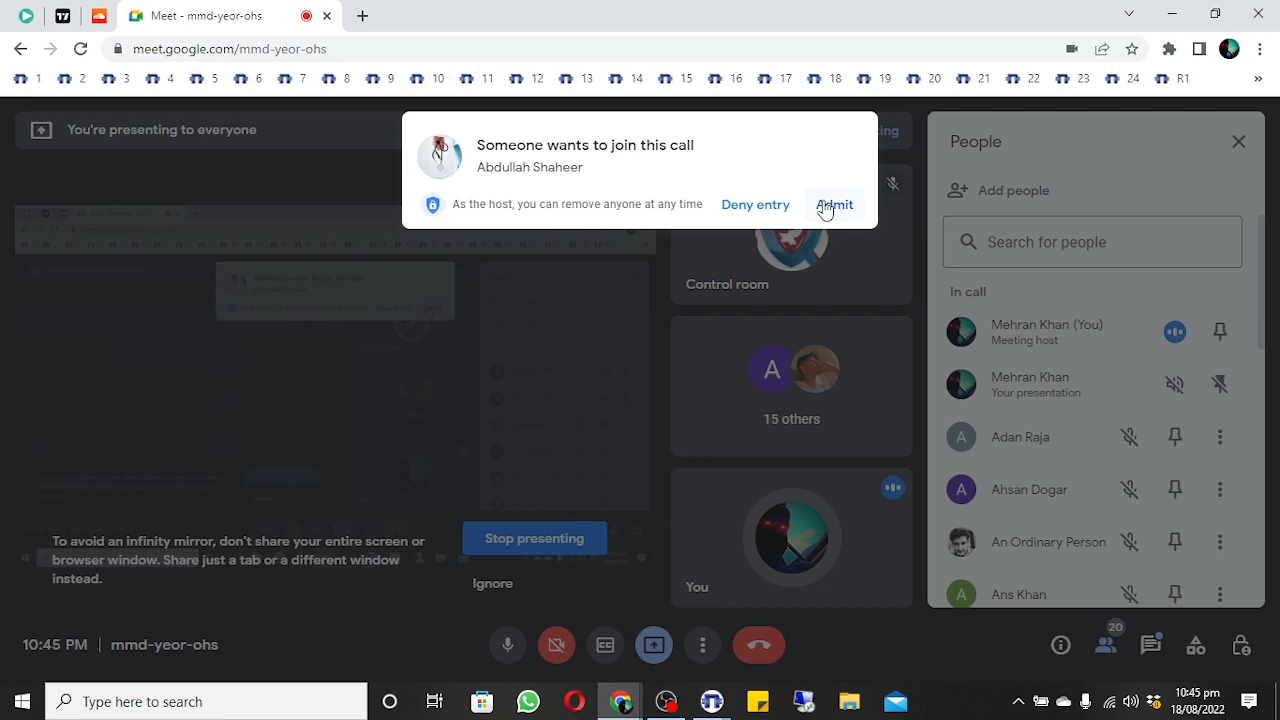 Meet - mmd-yeor-ohs
meet.google.com/mmd-yeor-ohs
1 2 3 4 5 6 7 8 9 10 11 12 13 14 15 16 17 18 19 20 21 22 23 24 R1 »
You're presenting to everyone
Someone wants to join this call
Abdullah Shaheer
As the host, you can remove anyone at any time
Deny entry
Admit
Control room
A
15 others
You
To avoid an infinity mirror, don't share your entire screen or
browser window. Share just a tab or a different window
instead.
Stop presenting
Ignore
People
Add people
Search for people
In call
Mehran Khan (You)
Meeting host
Mehran Khan
Your presentation
A Adan Raja
A Ahsan Dogar
An Ordinary Person
A Ans Khan
10:45 PM | mmd-yeor-ohs
20
Type here to search
10:45 pm
18/08/2022